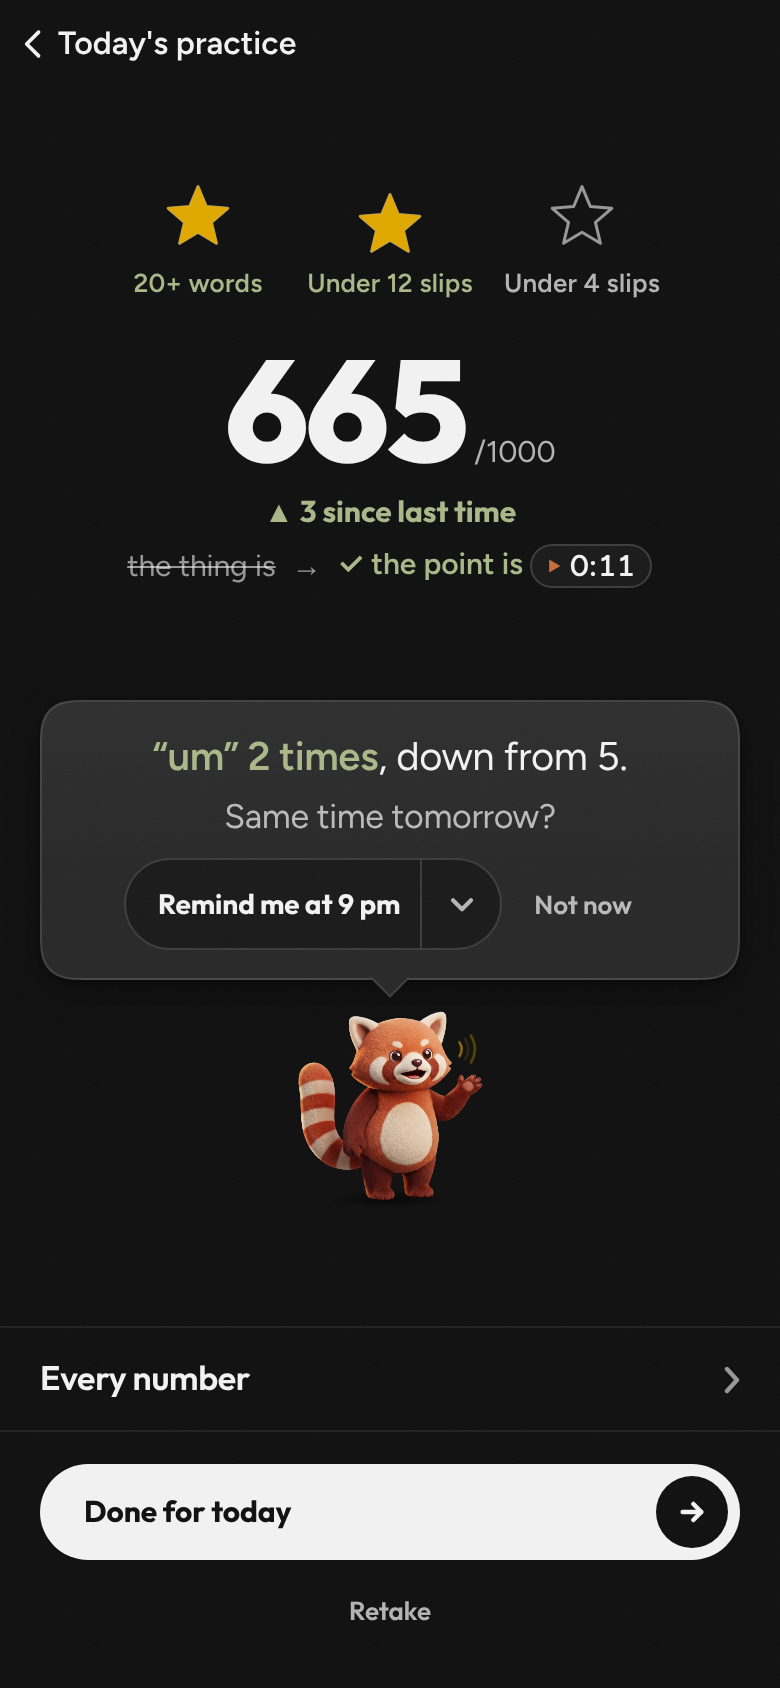 Today's practice
20+ words Under 12 slips Under 4 slips
665 /1000
▲ 3 since last time
the thing is → ✓ the point is ▶ 0:11
“um” 2 times, down from 5.
Same time tomorrow?
Remind me at 9 pm Not now
Every number
Done for today
Retake